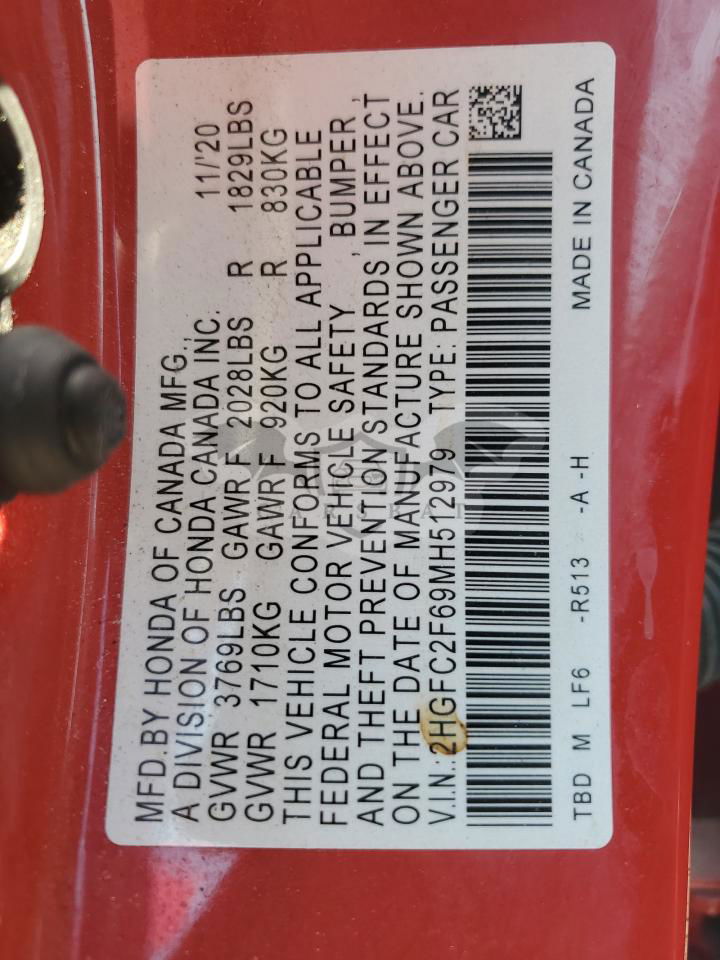 MFD.BY HONDA OF CANADA MFG.,
A DIVISION OF HONDA CANADA INC. 11/'20
GVWR 3769LBS GAWR F 2028LBS R 1829LBS
GVWR 1710KG GAWR F 920KG R 830KG
THIS VEHICLE CONFORMS TO ALL APPLICABLE
FEDERAL MOTOR VEHICLE SAFETY , BUMPER ,
AND THEFT PREVENTION STANDARDS IN EFFECT
ON THE DATE OF MANUFACTURE SHOWN ABOVE.
V.I.N.: 2HGFC2F69MH512979 TYPE: PASSENGER CAR
TBD M LF6 -R513 -A -H MADE IN CANADA